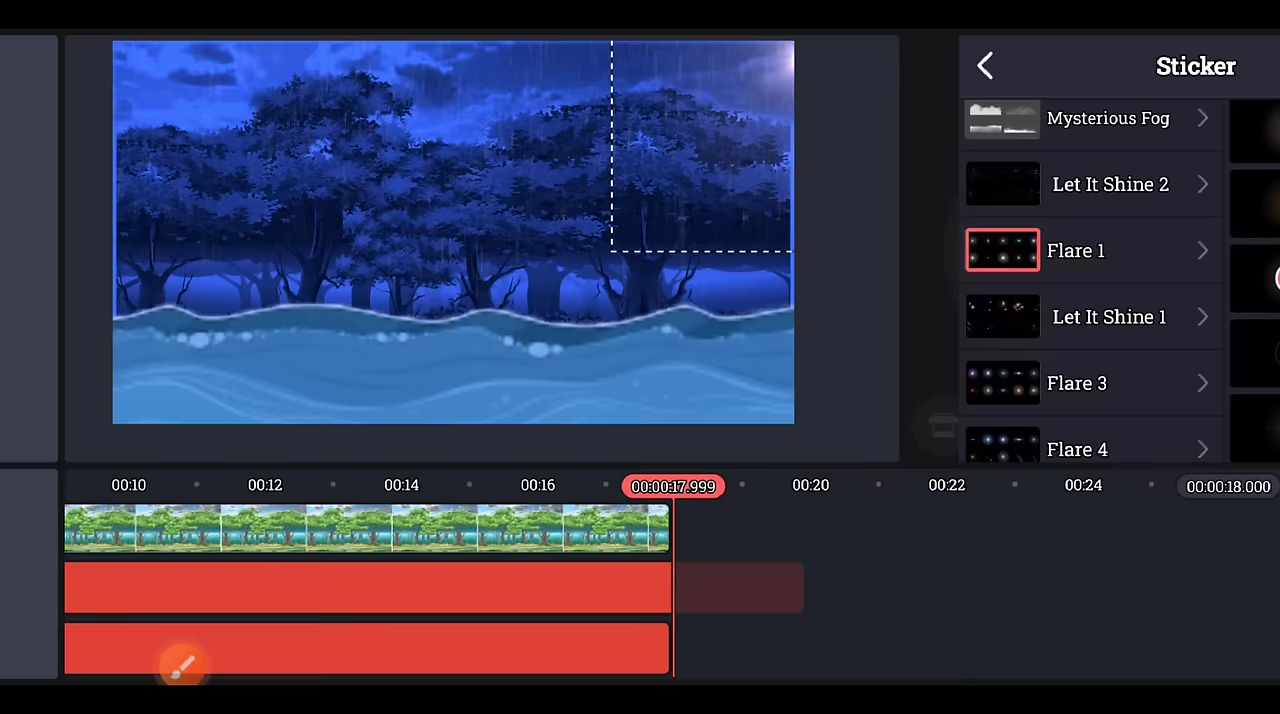 Sticker
Mysterious Fog
Let It Shine 2
Flare 1
Let It Shine 1
Flare 3
Flare 4
00:10
00:12
00:14
00:16
00:00:17.999
00:20
00:22
00:24
00:00:18.000